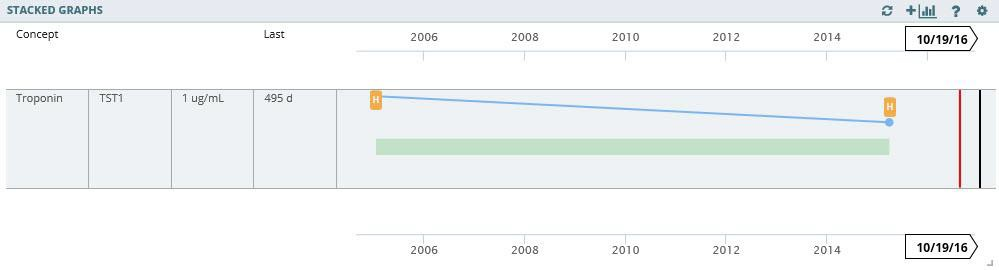 STACKED GRAPHS
Concept Last 2006 2008 2010 2012 2014 10/19/16
Troponin TST1 1 ug/mL 495 d H H
2006 2008 2010 2012 2014 10/19/16